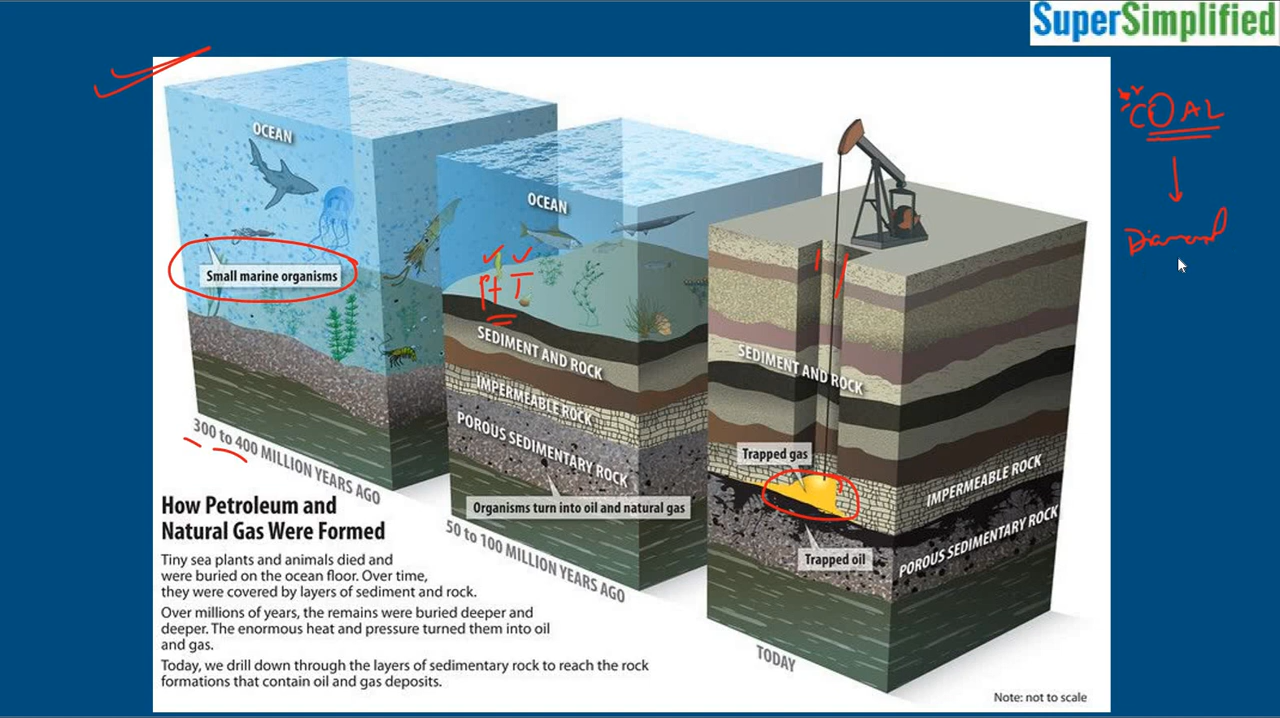 SuperSimplified
COAL
Diamond
OCEAN
Small marine organisms
300 to 400 MILLION YEARS AGO
OCEAN
P + T
SEDIMENT AND ROCK
IMPERMEABLE ROCK
POROUS SEDIMENTARY ROCK
Organisms turn into oil and natural gas
50 to 100 MILLION YEARS AGO
SEDIMENT AND ROCK
Trapped gas
IMPERMEABLE ROCK
POROUS SEDIMENTARY ROCK
Trapped oil
TODAY
How Petroleum and
Natural Gas Were Formed
Tiny sea plants and animals died and
were buried on the ocean floor. Over time,
they were covered by layers of sediment and rock.
Over millions of years, the remains were buried deeper and
deeper. The enormous heat and pressure turned them into oil
and gas.
Today, we drill down through the layers of sedimentary rock to reach the rock
formations that contain oil and gas deposits.
Note: not to scale